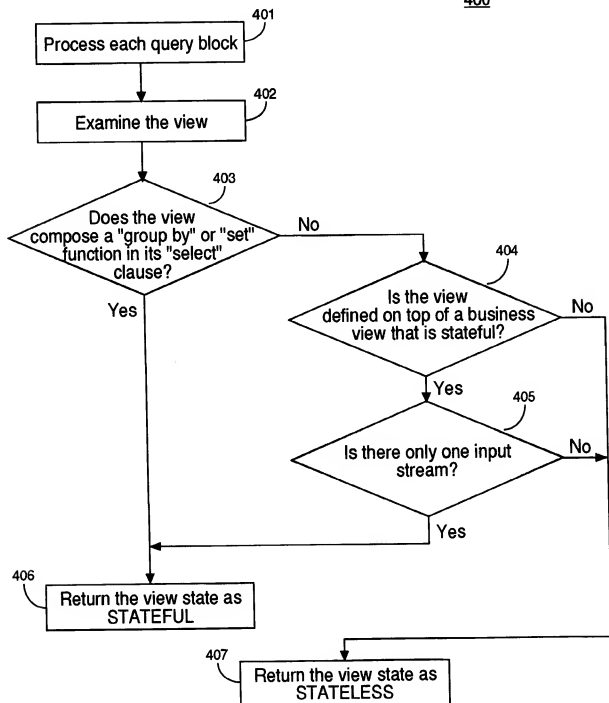 400
401
Process each query block
402
Examine the view
403
Does the view
compose a "group by" or "set"
function in its "select"
clause?
No
Yes
404
Is the view
defined on top of a business
view that is stateful?
No
Yes
405
Is there only one input
stream?
No
Yes
406
Return the view state as
STATEFUL
407
Return the view state as
STATELESS